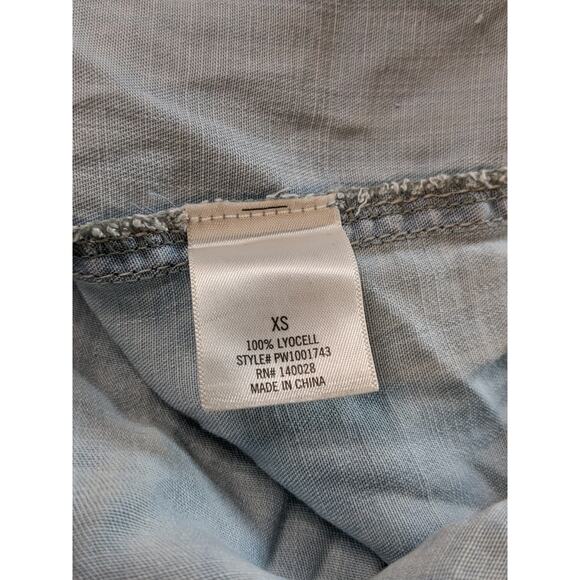 XS
100% LYOCELL
STYLE# PW1001743
RN# 140028
MADE IN CHINA